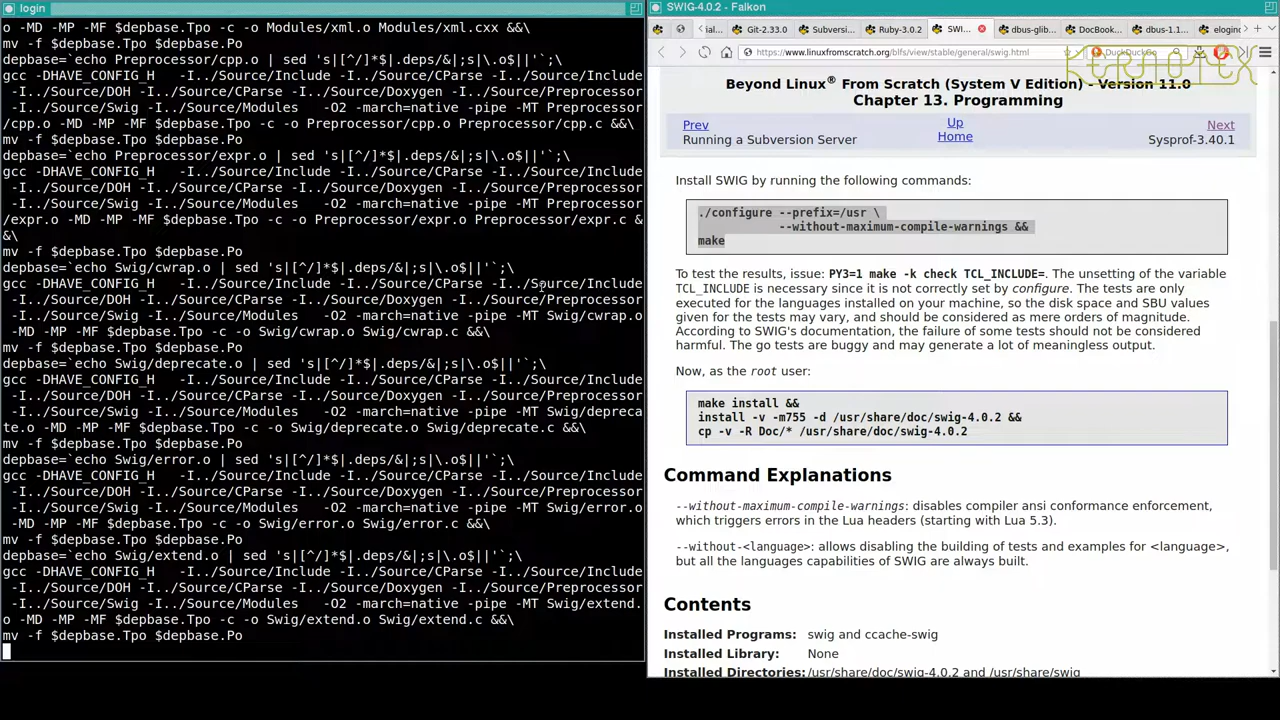 login
o -MD -MP -MF $depbase.Tpo -c -o Modules/xml.o Modules/xml.cxx &&\
mv -f $depbase.Tpo $depbase.Po
depbase=`echo Preprocessor/cpp.o | sed 's|[^/]*$|.deps/&|;s|\.o$||'`;\
gcc -DHAVE_CONFIG_H   -I../Source/Include -I../Source/CParse -I../Source/Include
 -I../Source/DOH -I../Source/CParse -I../Source/Doxygen -I../Source/Preprocessor
 -I../Source/Swig -I../Source/Modules   -O2 -march=native -pipe -MT Preprocessor
/cpp.o -MD -MP -MF $depbase.Tpo -c -o Preprocessor/cpp.o Preprocessor/cpp.c &&\
mv -f $depbase.Tpo $depbase.Po
depbase=`echo Preprocessor/expr.o | sed 's|[^/]*$|.deps/&|;s|\.o$||'`;\
gcc -DHAVE_CONFIG_H   -I../Source/Include -I../Source/CParse -I../Source/Include
 -I../Source/DOH -I../Source/CParse -I../Source/Doxygen -I../Source/Preprocessor
 -I../Source/Swig -I../Source/Modules   -O2 -march=native -pipe -MT Preprocessor
/expr.o -MD -MP -MF $depbase.Tpo -c -o Preprocessor/expr.o Preprocessor/expr.c &
&\
mv -f $depbase.Tpo $depbase.Po
depbase=`echo Swig/cwrap.o | sed 's|[^/]*$|.deps/&|;s|\.o$||'`;\
gcc -DHAVE_CONFIG_H   -I../Source/Include -I../Source/CParse -I../Source/Include
 -I../Source/DOH -I../Source/CParse -I../Source/Doxygen -I../Source/Preprocessor
 -I../Source/Swig -I../Source/Modules   -O2 -march=native -pipe -MT Swig/cwrap.o
 -MD -MP -MF $depbase.Tpo -c -o Swig/cwrap.o Swig/cwrap.c &&\
mv -f $depbase.Tpo $depbase.Po
depbase=`echo Swig/deprecate.o | sed 's|[^/]*$|.deps/&|;s|\.o$||'`;\
gcc -DHAVE_CONFIG_H   -I../Source/Include -I../Source/CParse -I../Source/Include
 -I../Source/DOH -I../Source/CParse -I../Source/Doxygen -I../Source/Preprocessor
 -I../Source/Swig -I../Source/Modules   -O2 -march=native -pipe -MT Swig/depreca
te.o -MD -MP -MF $depbase.Tpo -c -o Swig/deprecate.o Swig/deprecate.c &&\
mv -f $depbase.Tpo $depbase.Po
depbase=`echo Swig/error.o | sed 's|[^/]*$|.deps/&|;s|\.o$||'`;\
gcc -DHAVE_CONFIG_H   -I../Source/Include -I../Source/CParse -I../Source/Include
 -I../Source/DOH -I../Source/CParse -I../Source/Doxygen -I../Source/Preprocessor
 -I../Source/Swig -I../Source/Modules   -O2 -march=native -pipe -MT Swig/error.o
 -MD -MP -MF $depbase.Tpo -c -o Swig/error.o Swig/error.c &&\
mv -f $depbase.Tpo $depbase.Po
depbase=`echo Swig/extend.o | sed 's|[^/]*$|.deps/&|;s|\.o$||'`;\
gcc -DHAVE_CONFIG_H   -I../Source/Include -I../Source/CParse -I../Source/Include
 -I../Source/DOH -I../Source/CParse -I../Source/Doxygen -I../Source/Preprocessor
 -I../Source/Swig -I../Source/Modules   -O2 -march=native -pipe -MT Swig/extend.
o -MD -MP -MF $depbase.Tpo -c -o Swig/extend.o Swig/extend.c &&\
mv -f $depbase.Tpo $depbase.Po
SWIG-4.0.2 - Falkon
ial... Git-2.33.0 Subversi... Ruby-3.0.2 SWI... dbus-glib... DocBook... dbus-1.1... eloginc
https://www.linuxfromscratch.org/blfs/view/stable/general/swig.html DuckDuckGo
KERNOTEX
Beyond Linux® From Scratch (System V Edition) - Version 11.0
Chapter 13. Programming
Prev Up Next
Running a Subversion Server Home Sysprof-3.40.1
Install SWIG by running the following commands:
./configure --prefix=/usr \
            --without-maximum-compile-warnings &&
make
To test the results, issue: PY3=1 make -k check TCL_INCLUDE=. The unsetting of the variable
TCL_INCLUDE is necessary since it is not correctly set by configure. The tests are only
executed for the languages installed on your machine, so the disk space and SBU values
given for the tests may vary, and should be considered as mere orders of magnitude.
According to SWIG's documentation, the failure of some tests should not be considered
harmful. The go tests are buggy and may generate a lot of meaningless output.
Now, as the root user:
make install &&
install -v -m755 -d /usr/share/doc/swig-4.0.2 &&
cp -v -R Doc/* /usr/share/doc/swig-4.0.2
Command Explanations
--without-maximum-compile-warnings: disables compiler ansi conformance enforcement,
which triggers errors in the Lua headers (starting with Lua 5.3).
--without-<language>: allows disabling the building of tests and examples for <language>,
but all the languages capabilities of SWIG are always built.
Contents
Installed Programs: swig and ccache-swig
Installed Library: None
Installed Directories: /usr/share/doc/swig-4.0.2 and /usr/share/swig